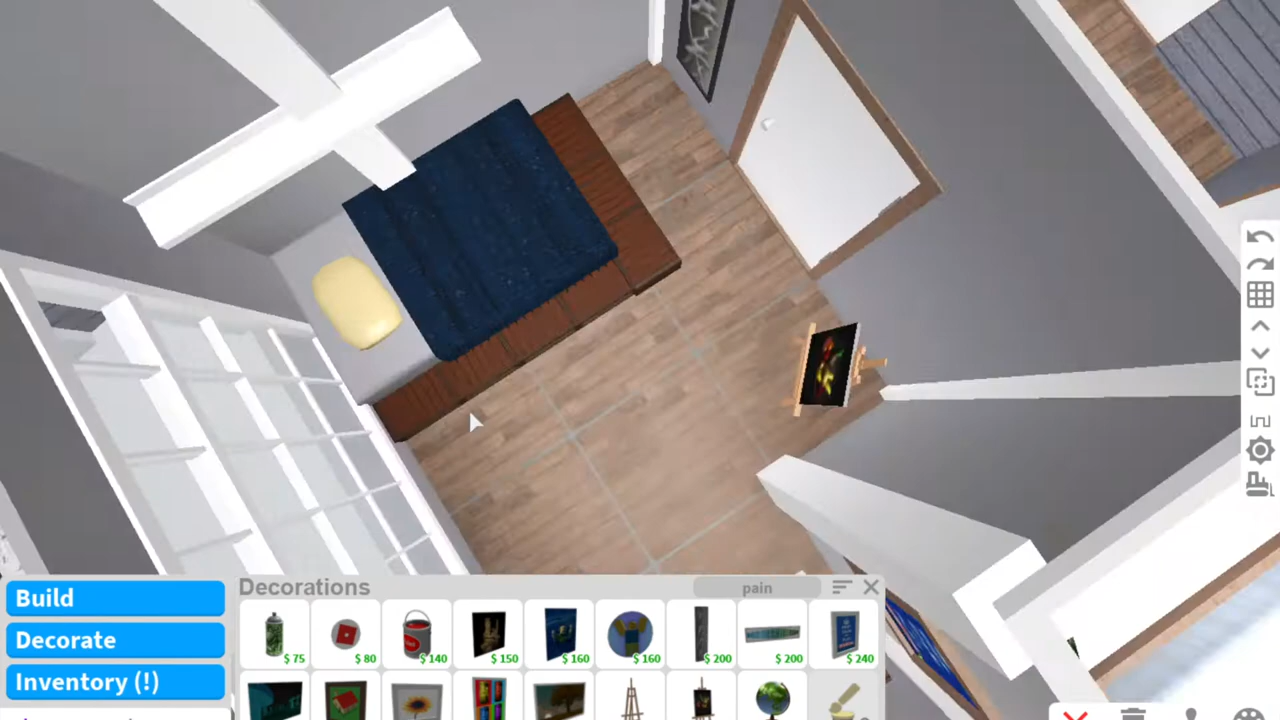 Decorations
pain
Build
Decorate
Inventory (!)
$ 75
$ 80
$ 140
$ 150
$ 160
$ 160
$ 200
$ 200
$ 240